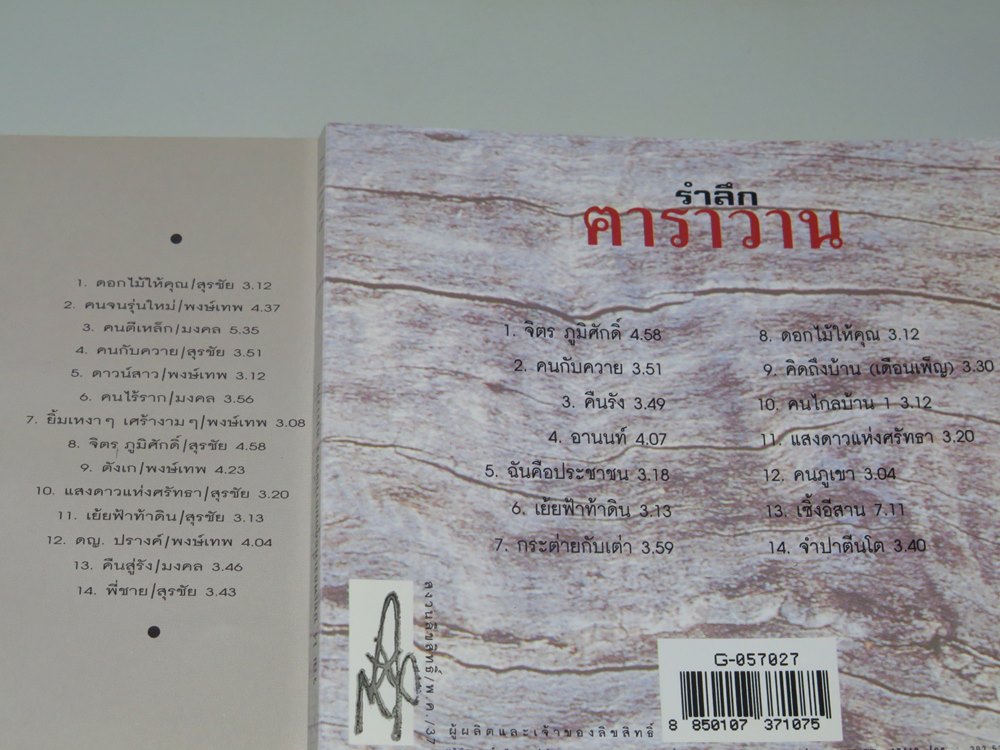 1. ดอกไม้ให้คุณ/สุรชัย 3.12
2. คนจนรุ่นใหม่/พงษ์เทพ 4.37
3. คนตีเหล็ก/มงคล 5.35
4. คนกับควาย/สุรชัย 3.51
5. ดาวน์สาว/พงษ์เทพ 3.12
6. คนไร้ราก/มงคล 3.56
7. ยิ้มเหงาๆ เศร้างามๆ/พงษ์เทพ 3.08
8. จิตร ภูมิศักดิ์/สุรชัย 4.58
9. ตังเก/พงษ์เทพ 4.23
10. แสงดาวแห่งศรัทธา/สุรชัย 3.20
11. เย้ยฟ้าท้าดิน/สุรชัย 3.13
12. ดญ. ปรางค์/พงษ์เทพ 4.04
13. คืนสู่รัง/มงคล 3.46
14. พี่ชาย/สุรชัย 3.43
รำลึก
คาราวาน
1. จิตร ภูมิศักดิ์ 4.58
2. คนกับควาย 3.51
3. คืนรัง 3.49
4. อานนท์ 4.07
5. ฉันคือประชาชน 3.18
6. เย้ยฟ้าท้าดิน 3.13
7. กระต่ายกับเต่า 3.59
8. ดอกไม้ให้คุณ 3.12
9. คิดถึงบ้าน (เดือนเพ็ญ) 3.30
10. คนไกลบ้าน 1 3.12
11. แสงดาวแห่งศรัทธา 3.20
12. คนภูเขา 3.04
13. เซิ้งอีสาน 7.11
14. จำปาตีนโต 3.40
สงวนลิขสิทธิ์/พ.ค./37
G-057027
8 850107 371075
ผู้ผลิตและเจ้าของลิขสิทธิ์